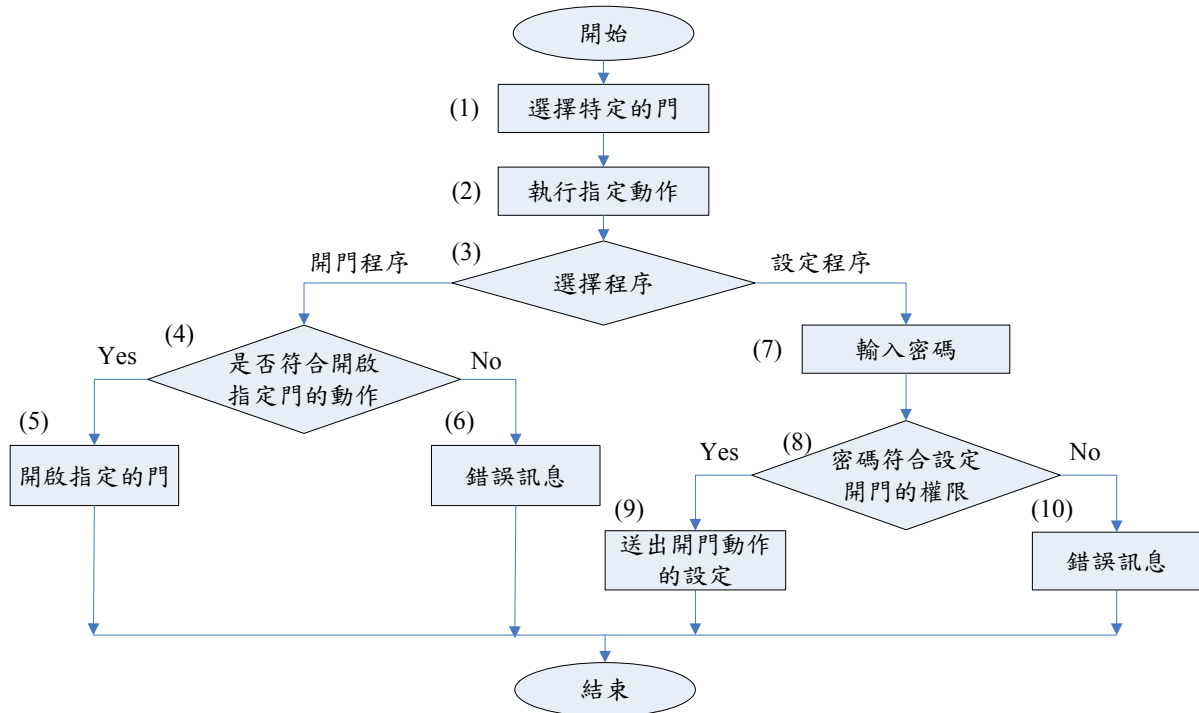 開始
(1)
選擇特定的門
(2)
執行指定動作
(3)
開門程序
設定程序
選擇程序
(4)
Yes
是否符合開啟
指定門的動作
No
(7)
輸入密碼
(5)
開啟指定的門
(6)
錯誤訊息
Yes
(8)
密碼符合設定
開門的權限
No
(9)
送出開門動作
的設定
(10)
錯誤訊息
結束